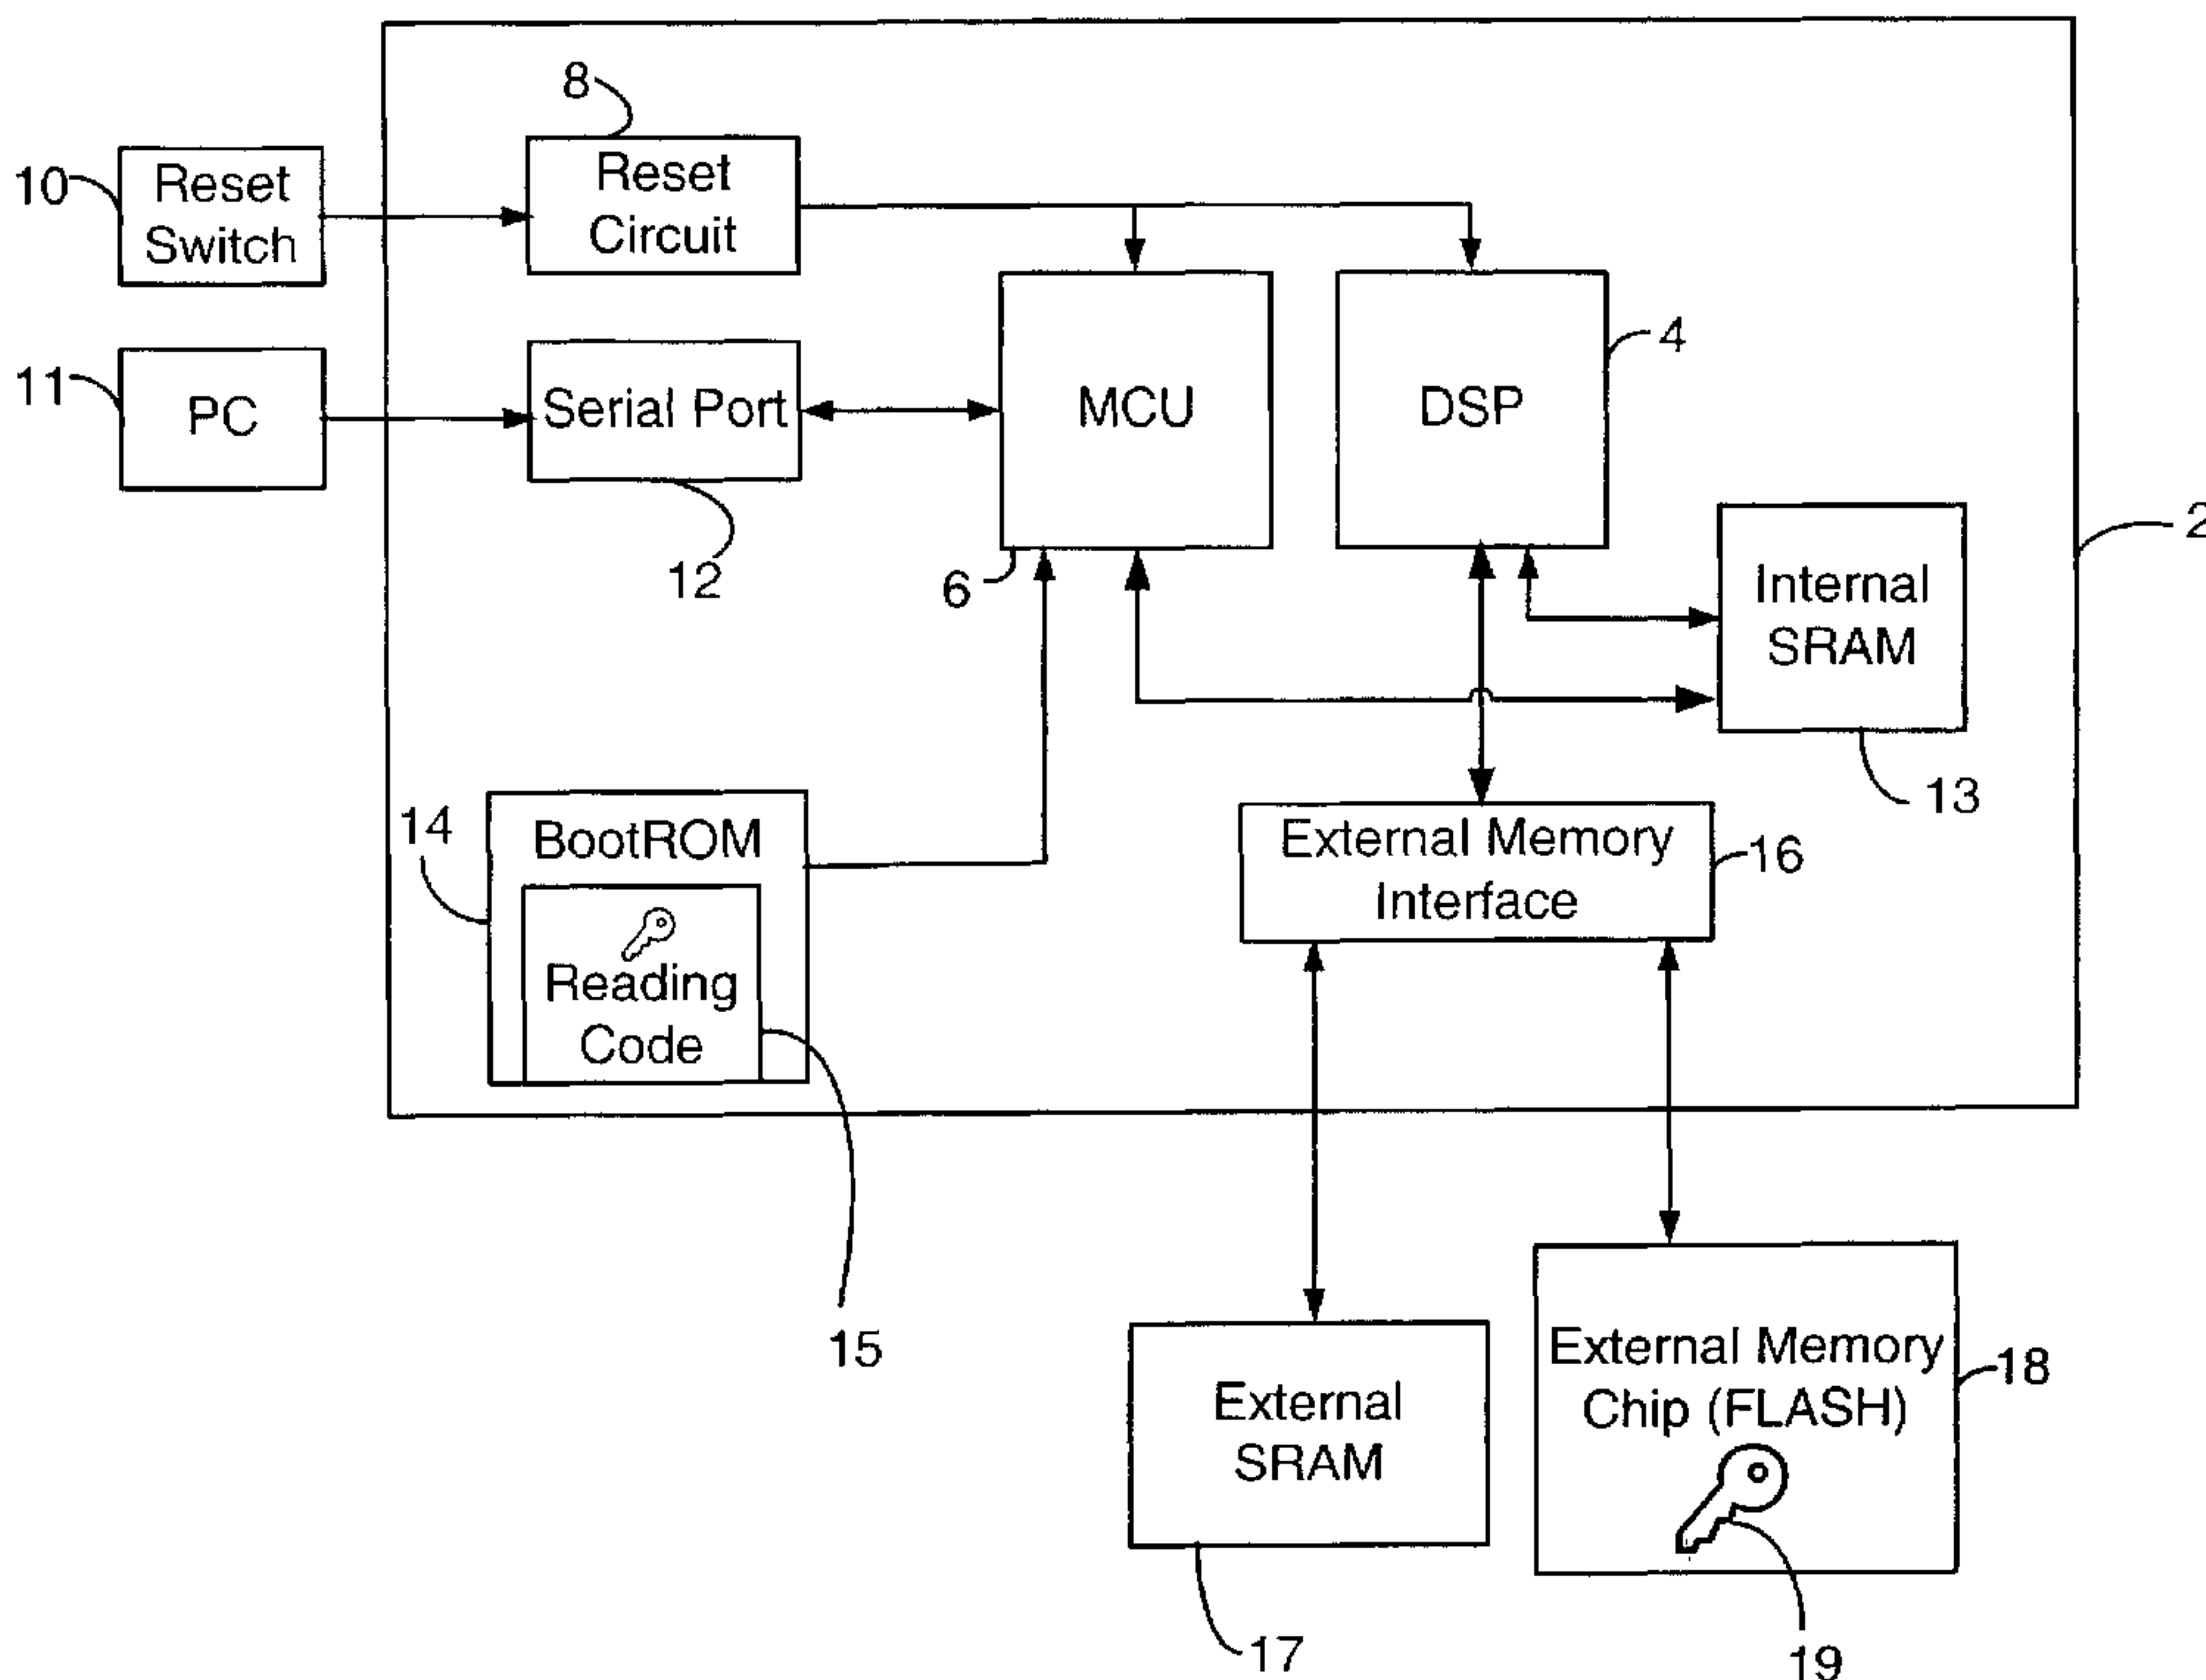 8
10
Reset
Switch
Reset
Circuit
11
PC
Serial Port
12
MCU
6
DSP
4
2
Internal
SRAM
13
14
BootROM
Reading
Code
15
External Memory
Interface
16
External
SRAM
17
External Memory
Chip (FLASH)
18
19